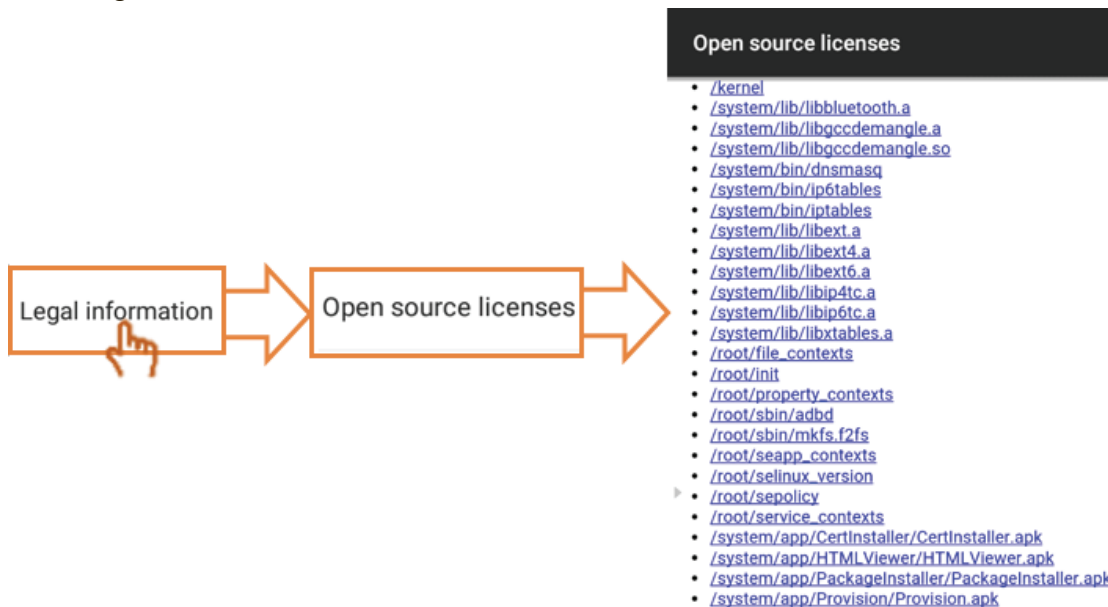 Legal information
Open source licenses
Open source licenses
/kernel
/system/lib/libbluetooth.a
/system/lib/libgccdemangle.a
/system/lib/libgccdemangle.so
/system/bin/dnsmasq
/system/bin/ip6tables
/system/bin/iptables
/system/lib/libext.a
/system/lib/libext4.a
/system/lib/libext6.a
/system/lib/libip4tc.a
/system/lib/libip6tc.a
/system/lib/libxtables.a
/root/file_contexts
/root/init
/root/property_contexts
/root/sbin/adbd
/root/sbin/mkfs.f2fs
/root/seapp_contexts
/root/selinux_version
/root/sepolicy
/root/service_contexts
/system/app/CertInstaller/CertInstaller.apk
/system/app/HTMLViewer/HTMLViewer.apk
/system/app/PackageInstaller/PackageInstaller.apk
/system/app/Provision/Provision.apk